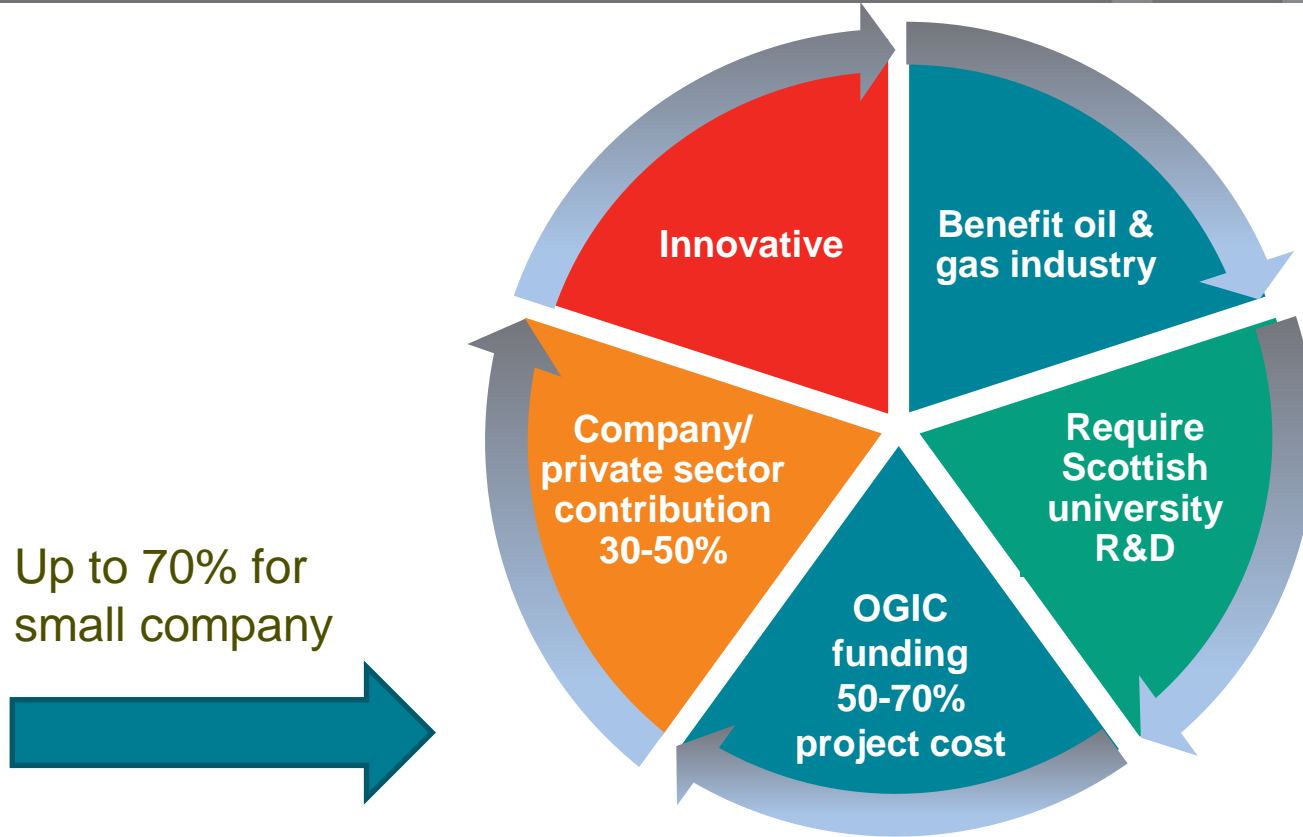 Innovative
Benefit oil &
gas industry
Require
Scottish
university
R&D
OGIC
funding
50-70%
project cost
Company/
private sector
contribution
30-50%
Up to 70% for
small company